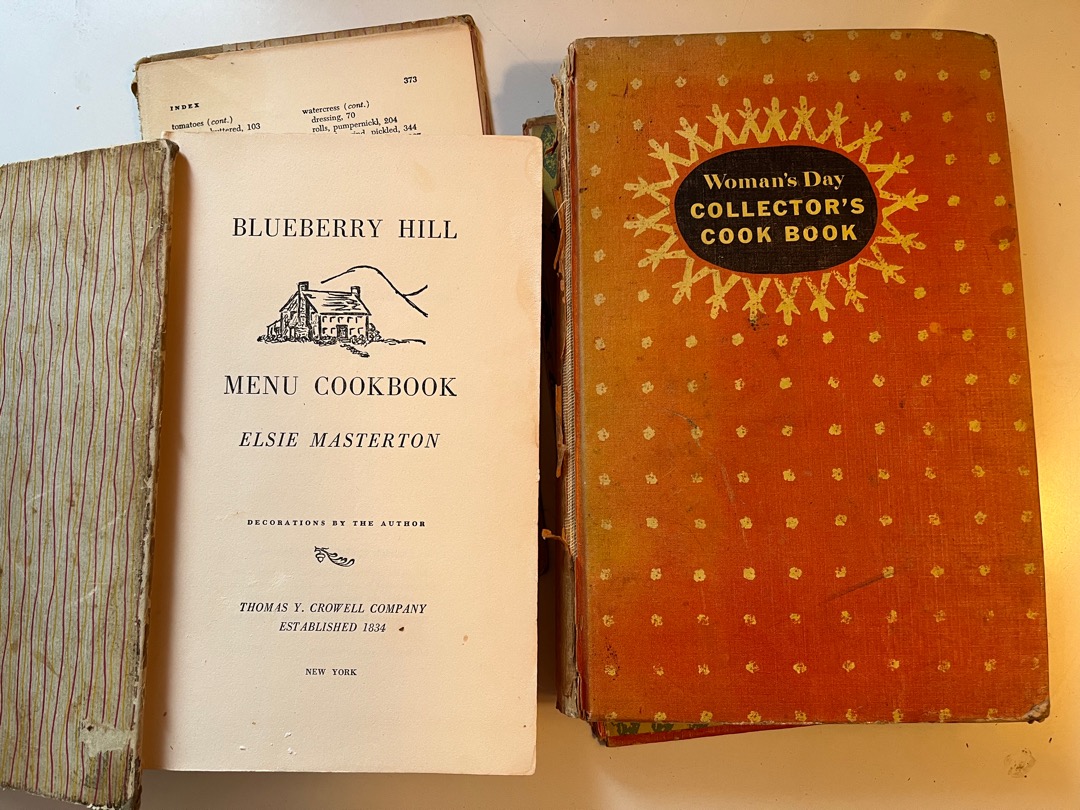 373
INDEX
tomatoes (cont.)
buttered, 103
watercress (cont.)
dressing, 70
rolls, pumpernickl, 204
pickled, 344
BLUEBERRY HILL
MENU COOKBOOK
ELSIE MASTERTON
DECORATIONS BY THE AUTHOR
THOMAS Y. CROWELL COMPANY
ESTABLISHED 1834
NEW YORK
Woman's Day
COLLECTOR'S
COOK BOOK